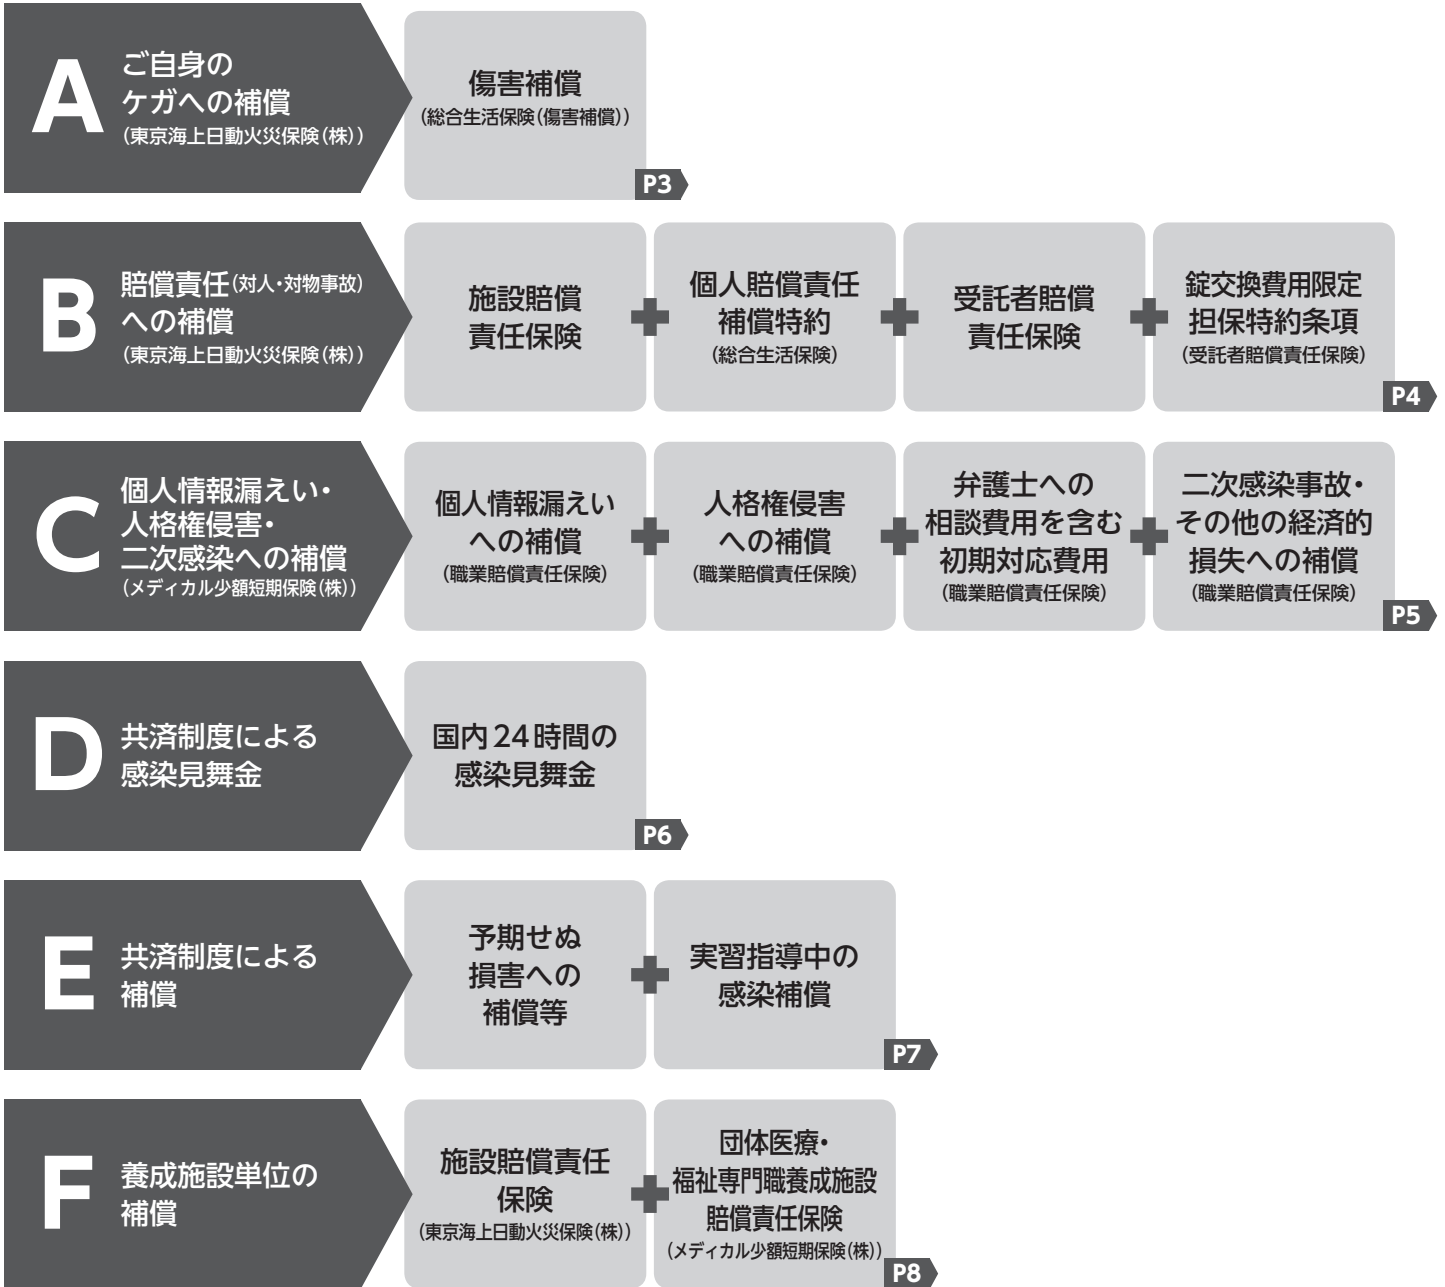 A
ご自身の
ケガへの補償
(東京海上日動火災保険(株))
傷害補償
(総合生活保険(傷害補償))
P3
B
賠償責任(対人・対物事故)
への補償
(東京海上日動火災保険(株))
施設賠償
責任保険
個人賠償責任
補償特約
(総合生活保険)
受託者賠償
責任保険
錠交換費用限定
担保特約条項
(受託者賠償責任保険)
P4
C
個人情報漏えい・
人格権侵害・
二次感染への補償
(メディカル少額短期保険(株))
個人情報漏えい
への補償
(職業賠償責任保険)
人格権侵害
への補償
(職業賠償責任保険)
弁護士への
相談費用を含む
初期対応費用
(職業賠償責任保険)
二次感染事故・
その他の経済的
損失への補償
(職業賠償責任保険)
P5
D
共済制度による
感染見舞金
国内24時間の
感染見舞金
P6
E
共済制度による
補償
予期せぬ
損害への
補償等
実習指導中の
感染補償
P7
F
養成施設単位の
補償
施設賠償責任
保険
(東京海上日動火災保険(株))
団体医療・
福祉専門職養成施設
賠償責任保険
(メディカル少額短期保険(株))
P8